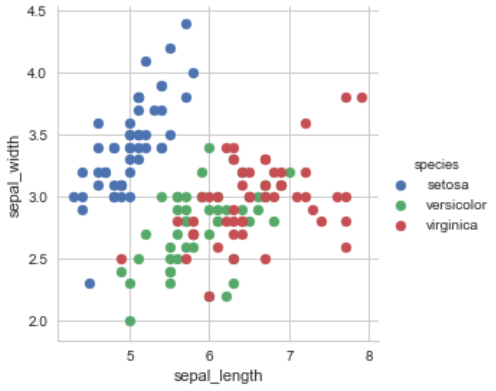 4.5
4.0
3.5
3.0
2.5
2.0
sepal_width
5 6 7 8
sepal_length
species
setosa
versicolor
virginica